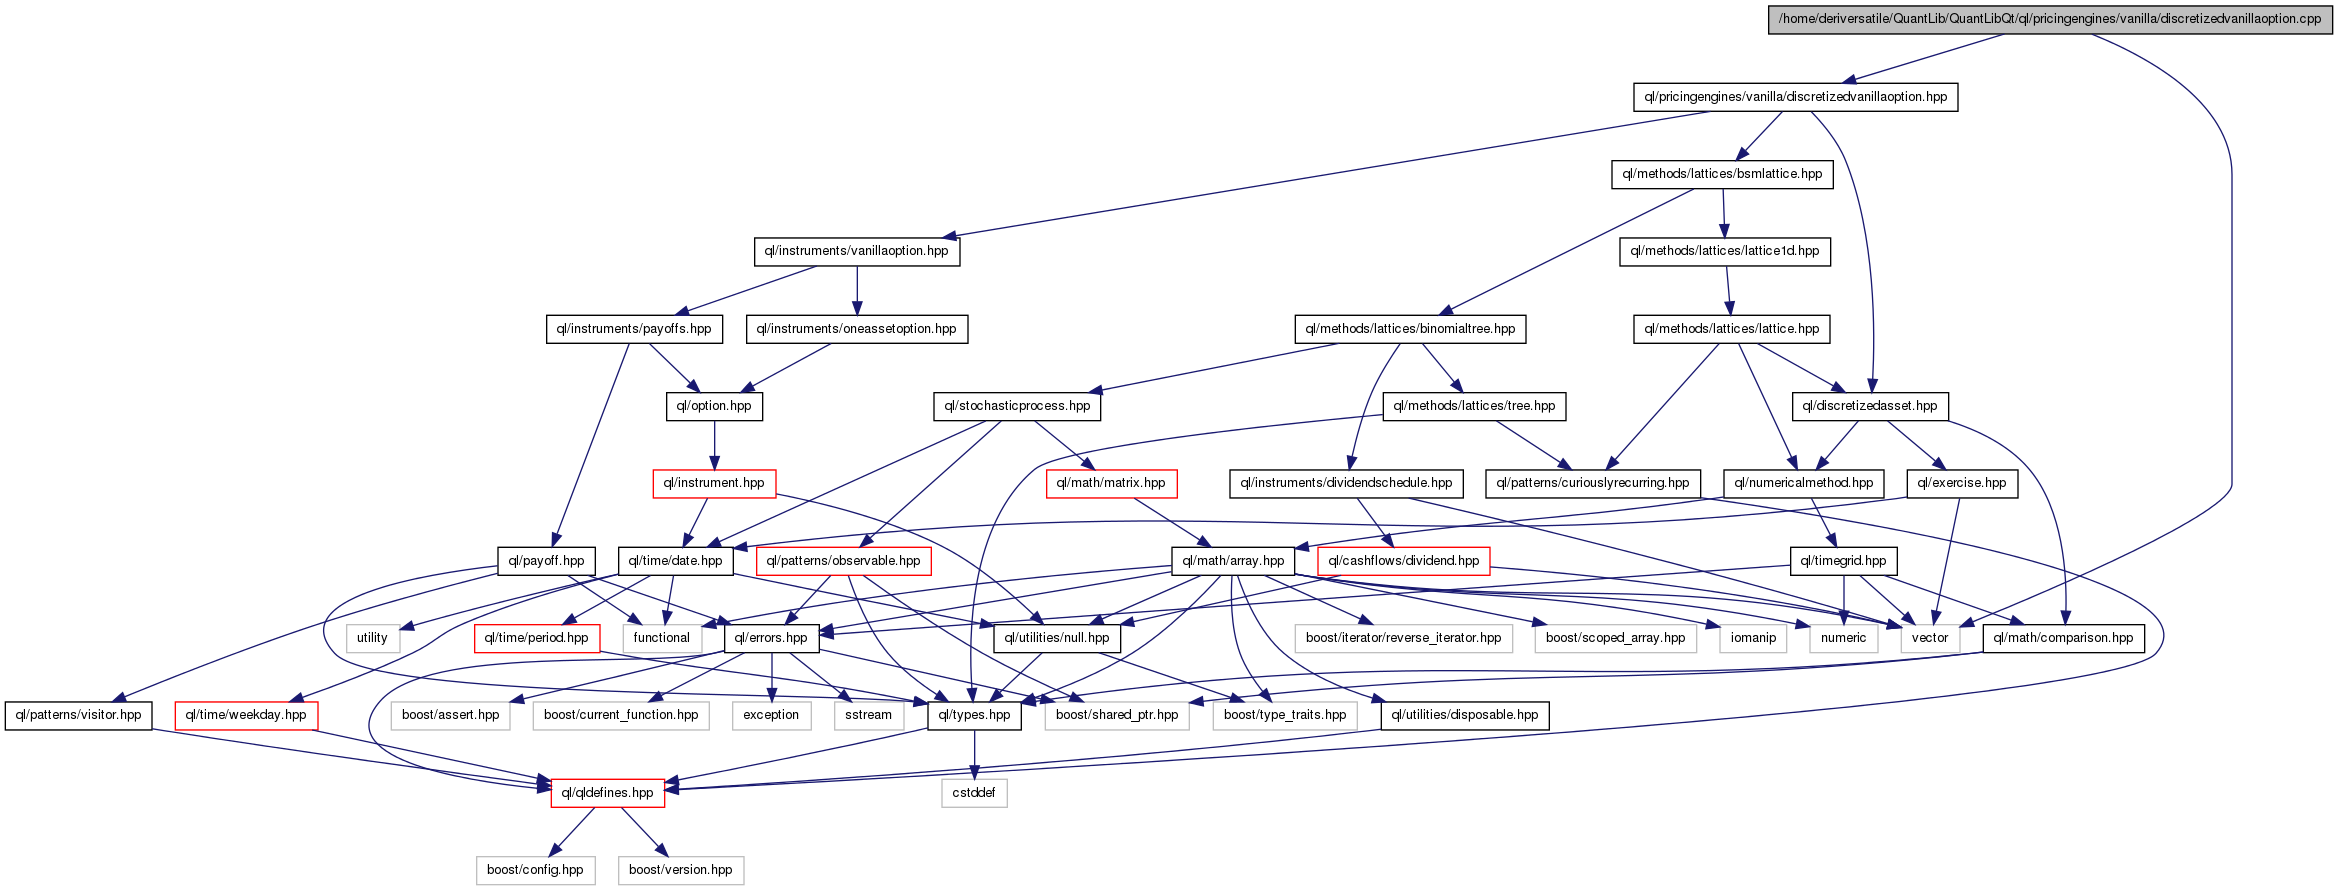 /home/deriversatile/QuantLib/QuantLibQt/ql/pricingengines/vanilla/discretizedvanillaoption.cpp
ql/pricingengines/vanilla/discretizedvanillaoption.hpp
ql/methods/lattices/bsmlattice.hpp
ql/instruments/vanillaoption.hpp
ql/methods/lattices/lattice1d.hpp
ql/instruments/payoffs.hpp
ql/instruments/oneassetoption.hpp
ql/methods/lattices/binomialtree.hpp
ql/methods/lattices/lattice.hpp
ql/option.hpp
ql/stochasticprocess.hpp
ql/methods/lattices/tree.hpp
ql/discretizedasset.hpp
ql/instrument.hpp
ql/math/matrix.hpp
ql/instruments/dividendschedule.hpp
ql/patterns/curiouslyrecurring.hpp
ql/numericalmethod.hpp
ql/exercise.hpp
ql/payoff.hpp
ql/time/date.hpp
ql/patterns/observable.hpp
ql/math/array.hpp
ql/cashflows/dividend.hpp
ql/timegrid.hpp
utility
ql/time/period.hpp
functional
ql/errors.hpp
ql/utilities/null.hpp
boost/iterator/reverse_iterator.hpp
boost/scoped_array.hpp
iomanip
numeric
vector
ql/math/comparison.hpp
ql/patterns/visitor.hpp
ql/time/weekday.hpp
boost/assert.hpp
boost/current_function.hpp
exception
sstream
ql/types.hpp
boost/shared_ptr.hpp
boost/type_traits.hpp
ql/utilities/disposable.hpp
ql/qldefines.hpp
cstddef
boost/config.hpp
boost/version.hpp